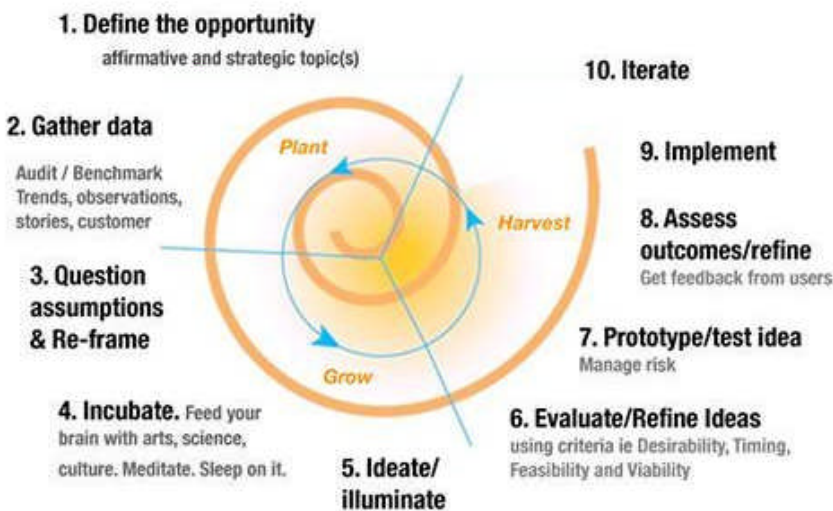 1. Define the opportunity
affirmative and strategic topic(s)
2. Gather data
Audit / Benchmark
Trends, observations,
stories, customer
3. Question
assumptions
& Re-frame
4. Incubate. Feed your
brain with arts, science,
culture. Meditate. Sleep on it.
5. Ideate/
illuminate
6. Evaluate/Refine Ideas
using criteria ie Desirability, Timing,
Feasibility and Viability
7. Prototype/test idea
Manage risk
8. Assess
outcomes/refine
Get feedback from users
9. Implement
10. Iterate
Plant
Grow
Harvest